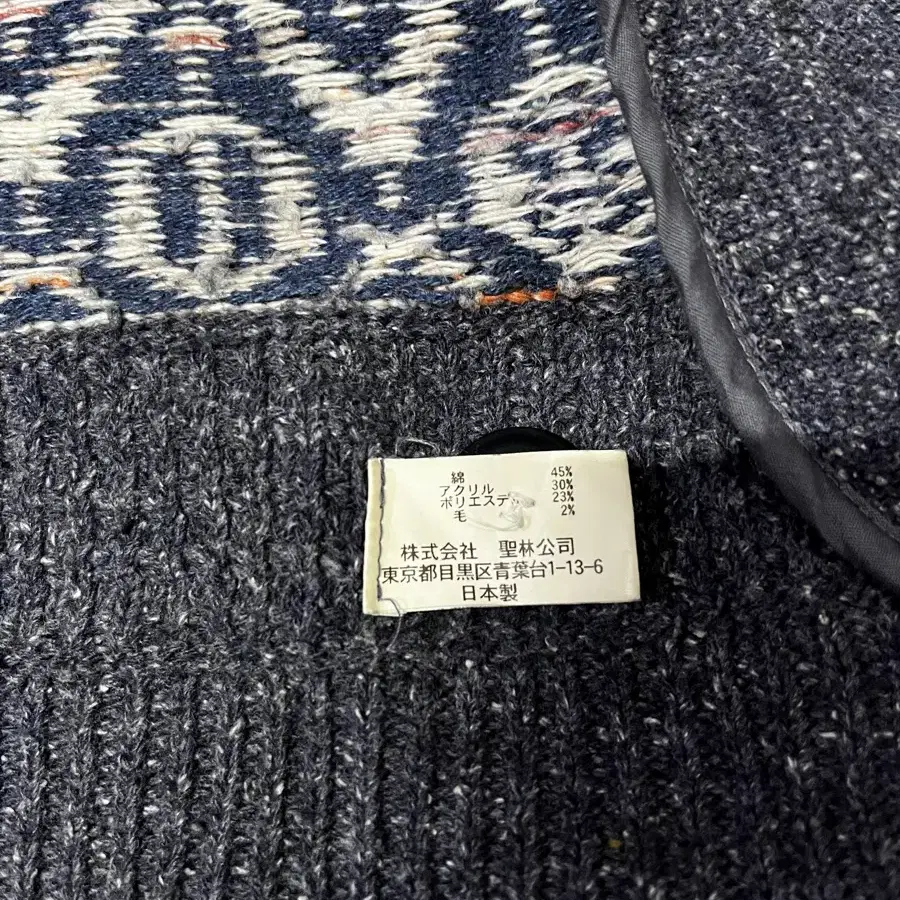 綿 45%
アクリル 30%
ポリエステル 23%
毛 2%
株式会社 聖林公司
東京都目黒区青葉台1-13-6
日本製